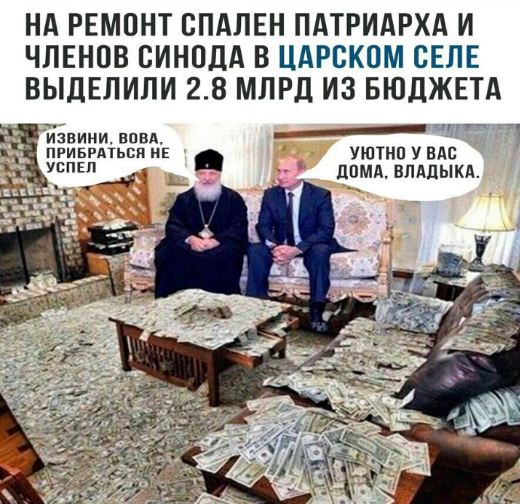 НА РЕМОНТ СПАЛЕН ПАТРИАРХА И
ЧЛЕНОВ СИНОДА В ЦАРСКОМ СЕЛЕ
ВЫДЕЛИЛИ 2.8 МЛРД ИЗ БЮДЖЕТА
ИЗВИНИ, ВОВА,
ПРИБРАТЬСЯ НЕ
УСПЕЛ
УЮТНО У ВАС
ДОМА, ВЛАДЫКА.